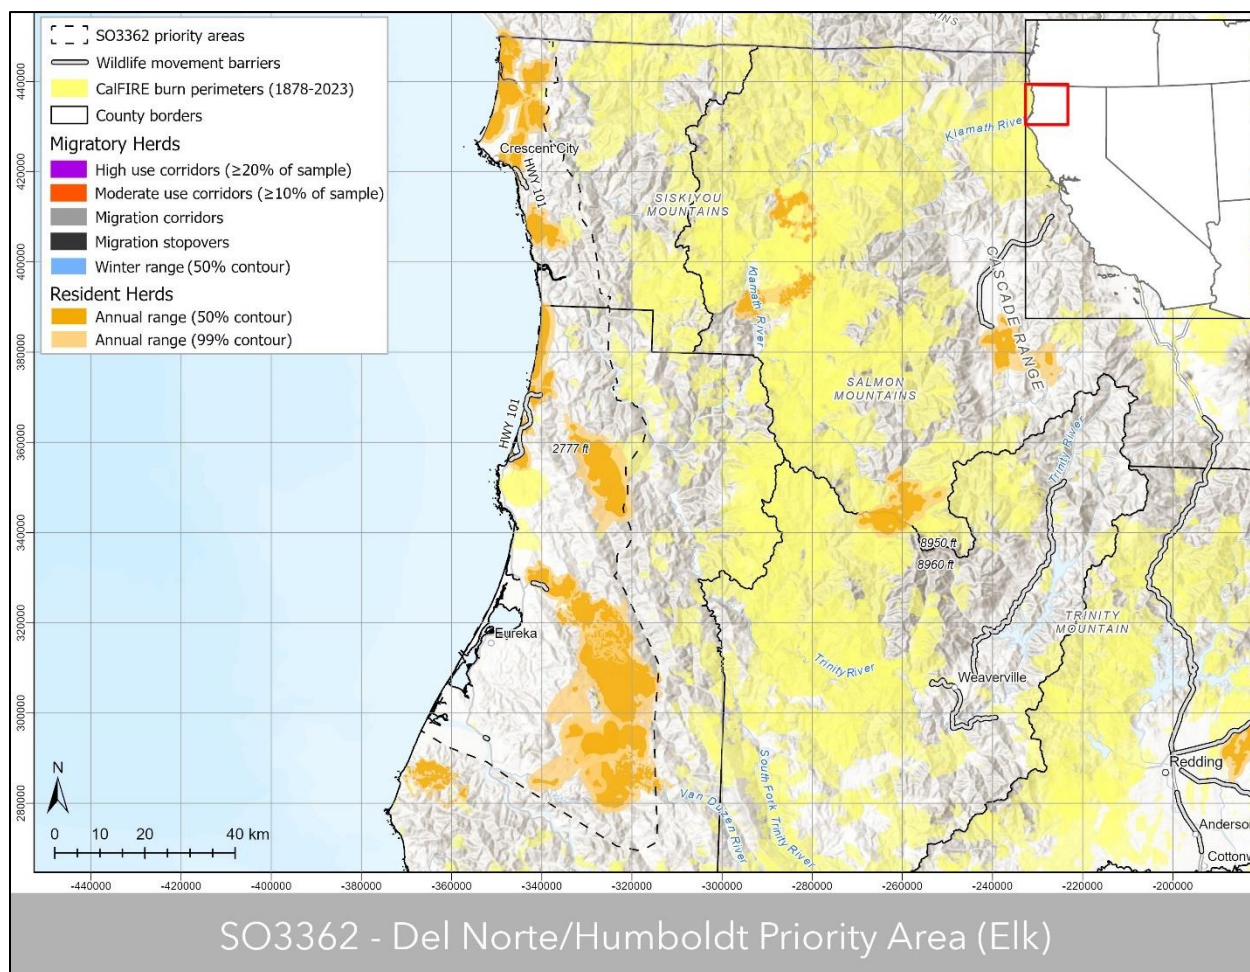 SO3362 priority areas
Wildlife movement barriers
CalFIRE burn perimeters (1878-2023)
County borders
Migratory Herds
High use corridors (≥20% of sample)
Moderate use corridors (≥10% of sample)
Migration corridors
Migration stopovers
Winter range (50% contour)
Resident Herds
Annual range (50% contour)
Annual range (99% contour)
440000
420000
400000
380000
360000
340000
320000
300000
280000
Klamath River
Crescent City
HWY 101
SISKIYOU
MOUNTAINS
Klamath River
CASCADE RANGE
SALMON
MOUNTAINS
HWY 101
2777 ft
Trinity River
8950 ft
8960 ft
Eureka
TRINITY
MOUNTAIN
Trinity River
Weaverville
South Fork Trinity River
Van Duzen River
Redding
Anderso
Cottonw
N
0 10 20 40 km
-440000 -420000 -400000 -380000 -360000 -340000 -320000 -300000 -280000 -260000 -240000 -220000 -200000
SO3362 - Del Norte/Humboldt Priority Area (Elk)